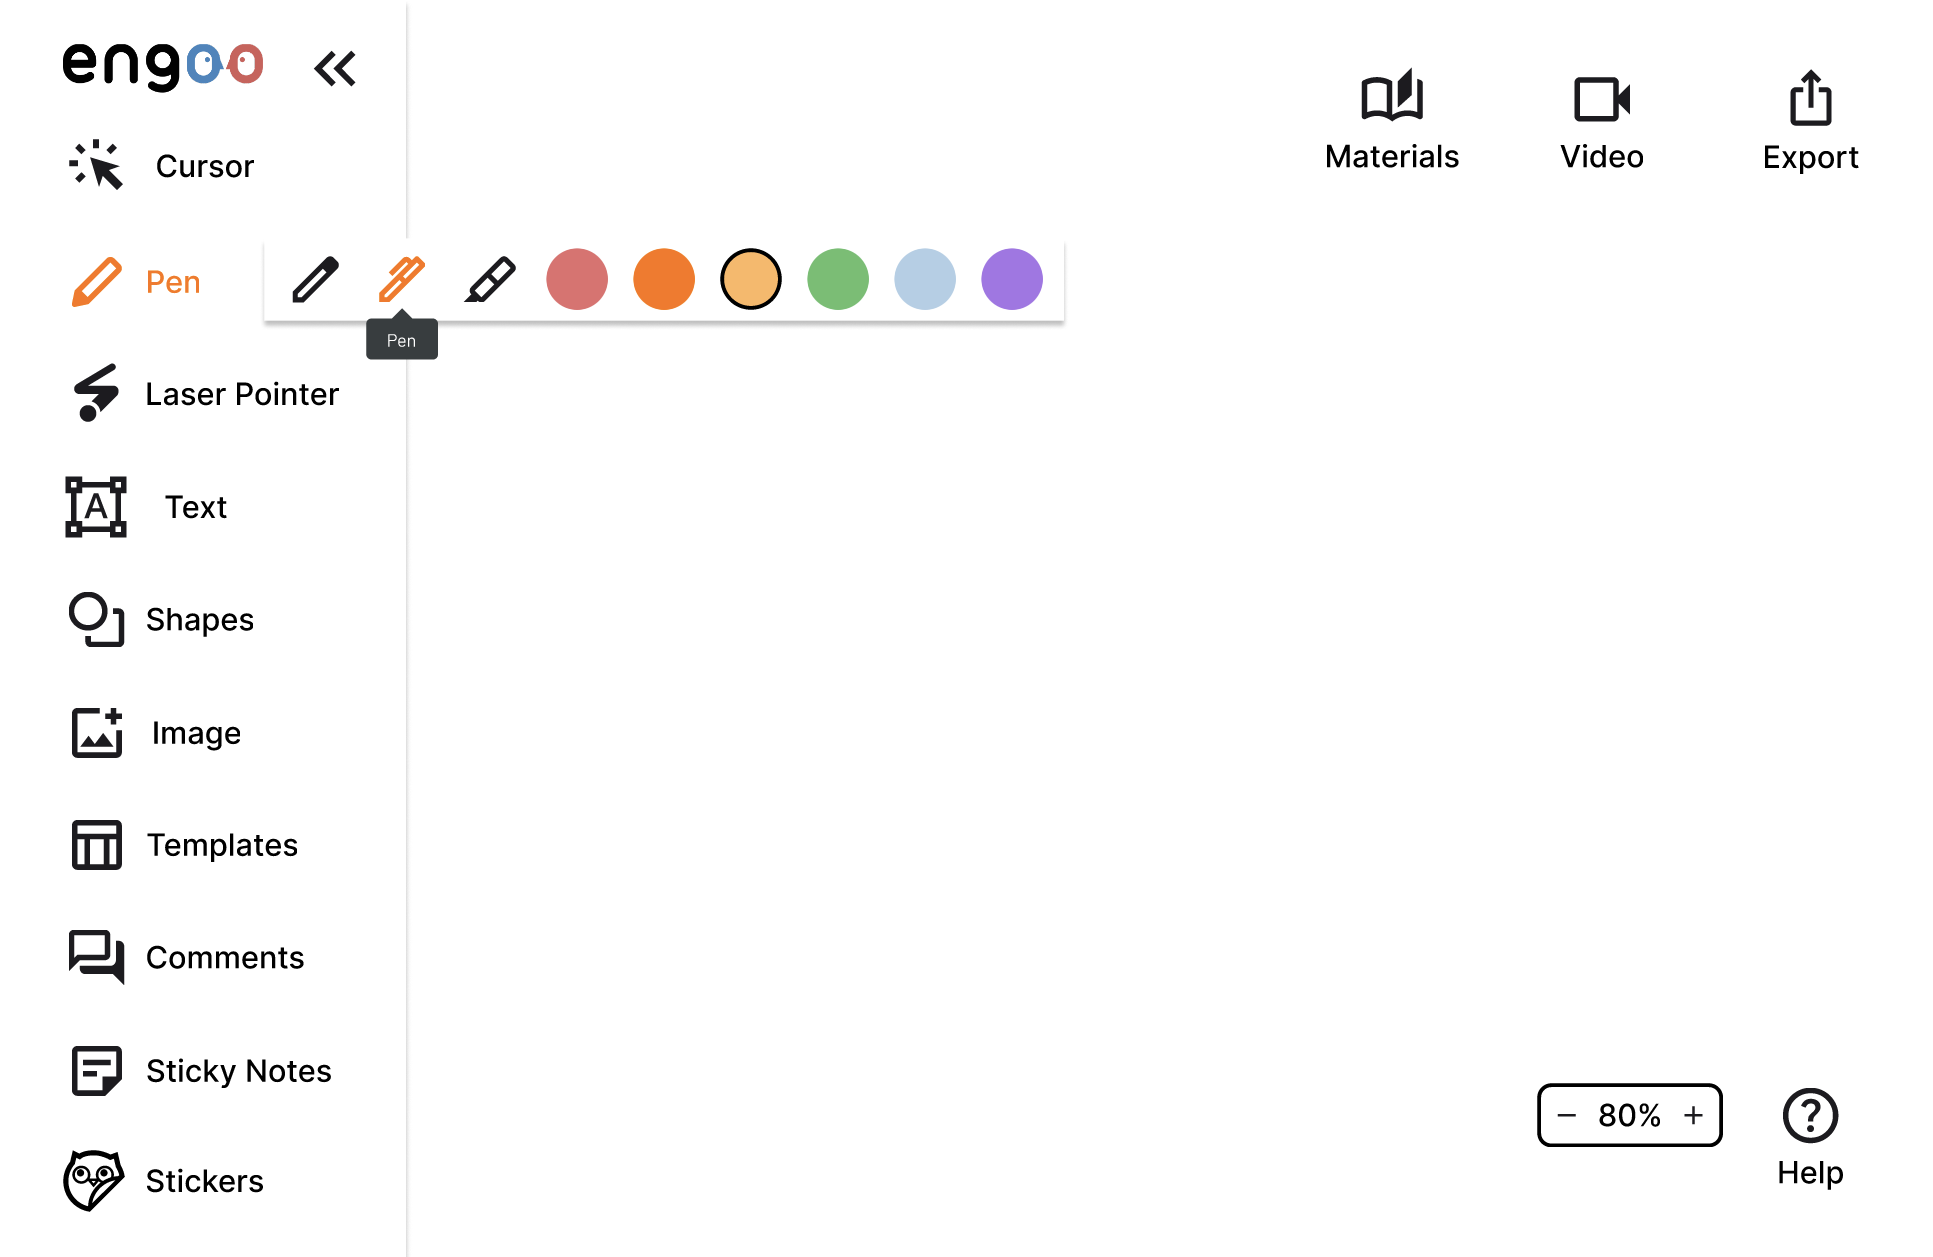 engoo
Cursor
Materials
Video
Export
Pen
Pen
Laser Pointer
A
Text
Shapes
Image
Templates
Comments
Sticky Notes
− 80% +
?
Help
Stickers